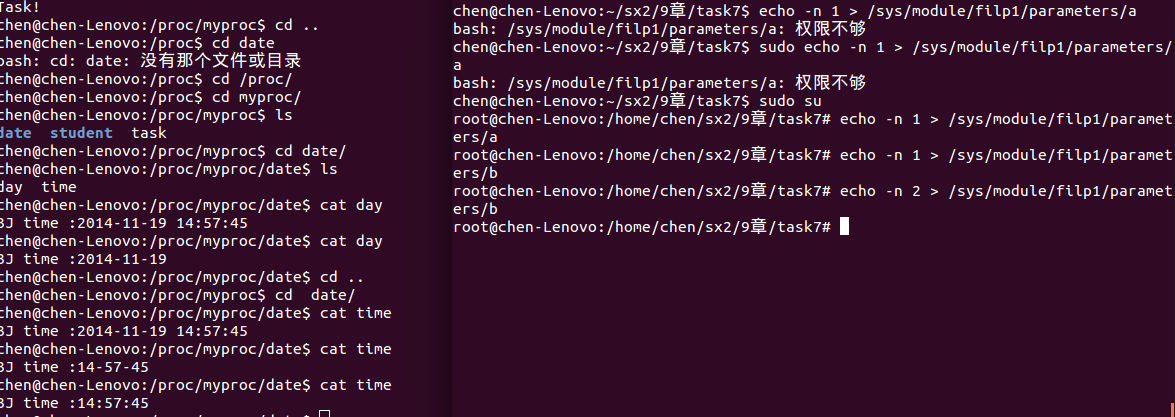 Task!
chen@chen-Lenovo:/proc/myproc$ cd ..
chen@chen-Lenovo:/proc$ cd date
bash: cd: date: 没有那个文件或目录
chen@chen-Lenovo:/proc$ cd /proc/
chen@chen-Lenovo:/proc$ cd myproc/
chen@chen-Lenovo:/proc/myproc$ ls
date  student  task
chen@chen-Lenovo:/proc/myproc$ cd date/
chen@chen-Lenovo:/proc/myproc/date$ ls
day  time
chen@chen-Lenovo:/proc/myproc/date$ cat day
BJ time :2014-11-19 14:57:45
chen@chen-Lenovo:/proc/myproc/date$ cat day
BJ time :2014-11-19
chen@chen-Lenovo:/proc/myproc/date$ cd ..
chen@chen-Lenovo:/proc/myproc$ cd  date/
chen@chen-Lenovo:/proc/myproc/date$ cat time
BJ time :2014-11-19 14:57:45
chen@chen-Lenovo:/proc/myproc/date$ cat time
BJ time :14-57-45
chen@chen-Lenovo:/proc/myproc/date$ cat time
BJ time :14:57:45
chen@chen-Lenovo:/proc/myproc/date$
chen@chen-Lenovo:~/sx2/9章/task7$ echo -n 1 > /sys/module/filp1/parameters/a
bash: /sys/module/filp1/parameters/a: 权限不够
chen@chen-Lenovo:~/sx2/9章/task7$ sudo echo -n 1 > /sys/module/filp1/parameters/
a
bash: /sys/module/filp1/parameters/a: 权限不够
chen@chen-Lenovo:~/sx2/9章/task7$ sudo su
root@chen-Lenovo:/home/chen/sx2/9章/task7# echo -n 1 > /sys/module/filp1/paramet
ers/a
root@chen-Lenovo:/home/chen/sx2/9章/task7# echo -n 1 > /sys/module/filp1/paramet
ers/b
root@chen-Lenovo:/home/chen/sx2/9章/task7# echo -n 2 > /sys/module/filp1/paramet
ers/b
root@chen-Lenovo:/home/chen/sx2/9章/task7#